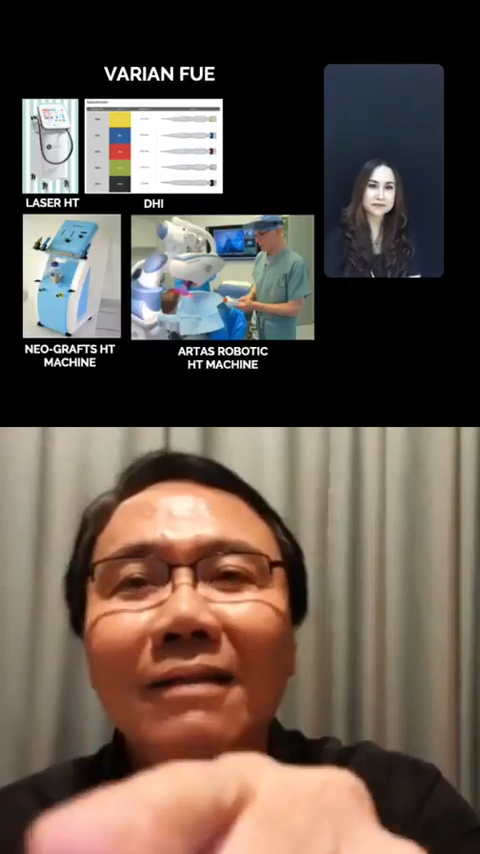 VARIAN FUE
LASER HT
DHI
NEO-GRAFTS HT
MACHINE
ARTAS ROBOTIC
HT MACHINE